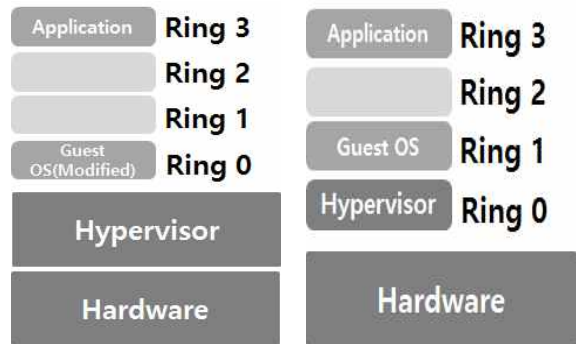 Application Ring 3
Ring 2
Ring 1
Guest
OS(Modified) Ring 0
Hypervisor
Hardware
Application Ring 3
Ring 2
Guest OS Ring 1
Hypervisor Ring 0
Hardware